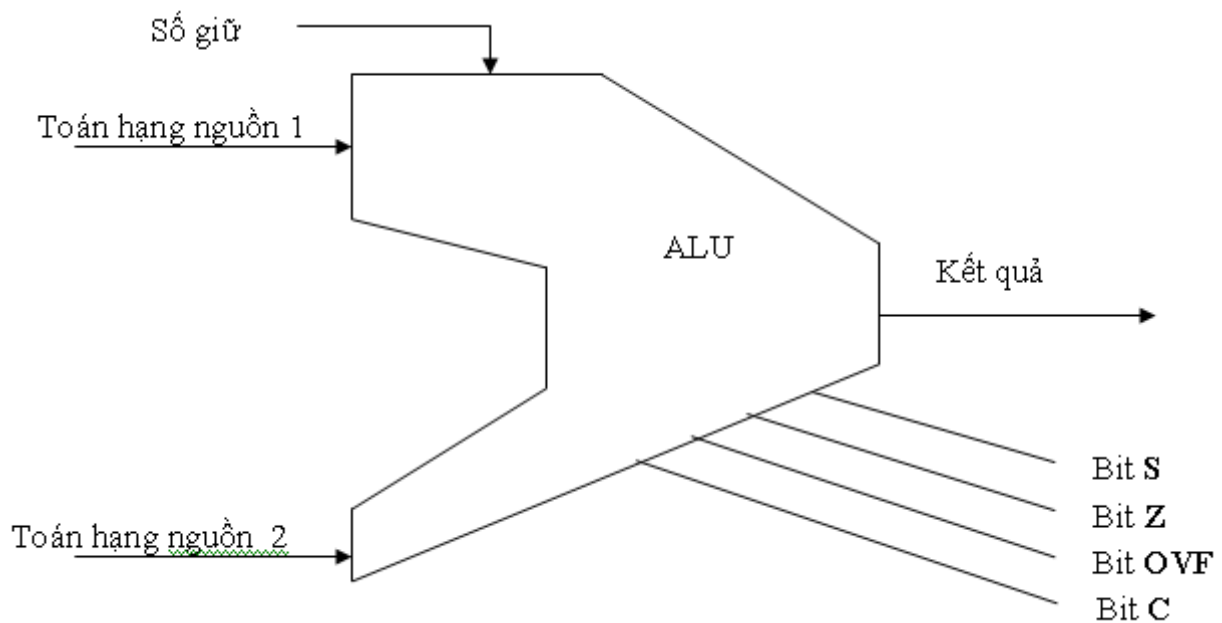 Số giữ
Toán hạng nguồn 1
ALU
Kết quả
Bit S
Toán hạng nguồn 2
Bit Z
Bit OVF
Bit C